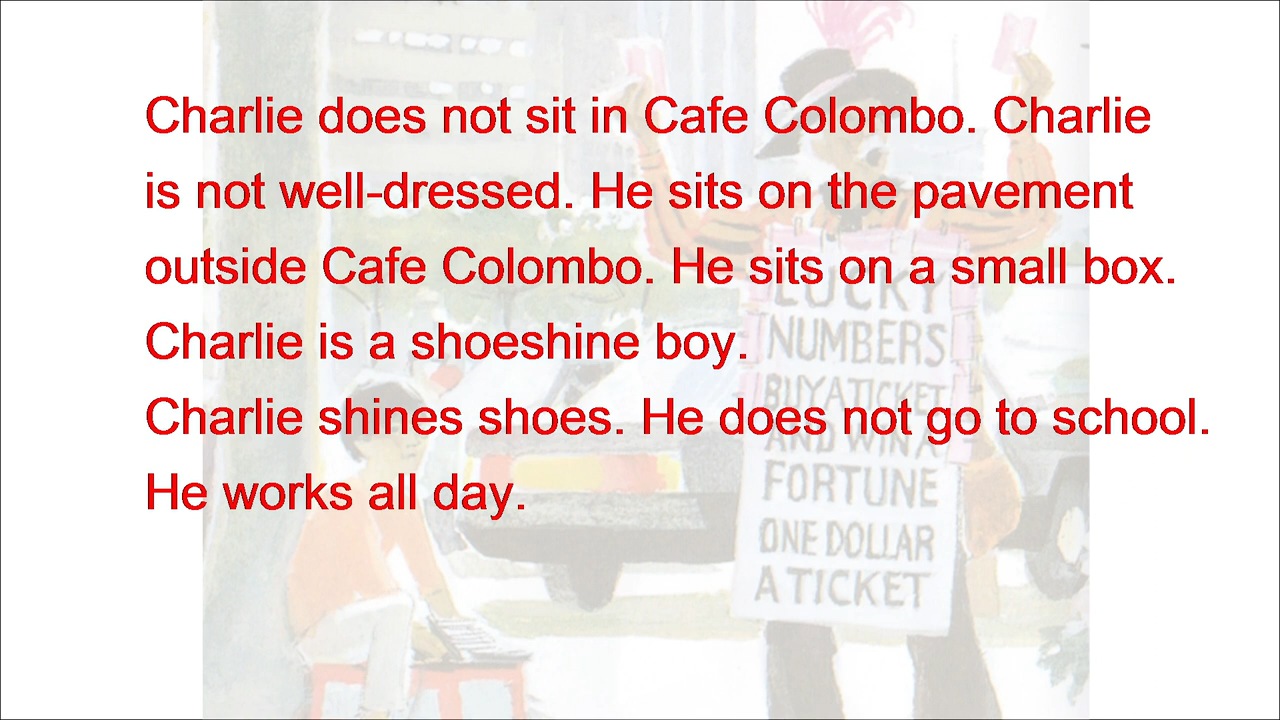 Charlie does not sit in Cafe Colombo. Charlie
is not well-dressed. He sits on the pavement
outside Cafe Colombo. He sits on a small box.
Charlie is a shoeshine boy.
Charlie shines shoes. He does not go to school.
He works all day.
LUCKY
NUMBERS
BUY A TICKET
AND WIN A
FORTUNE
ONE DOLLAR
A TICKET